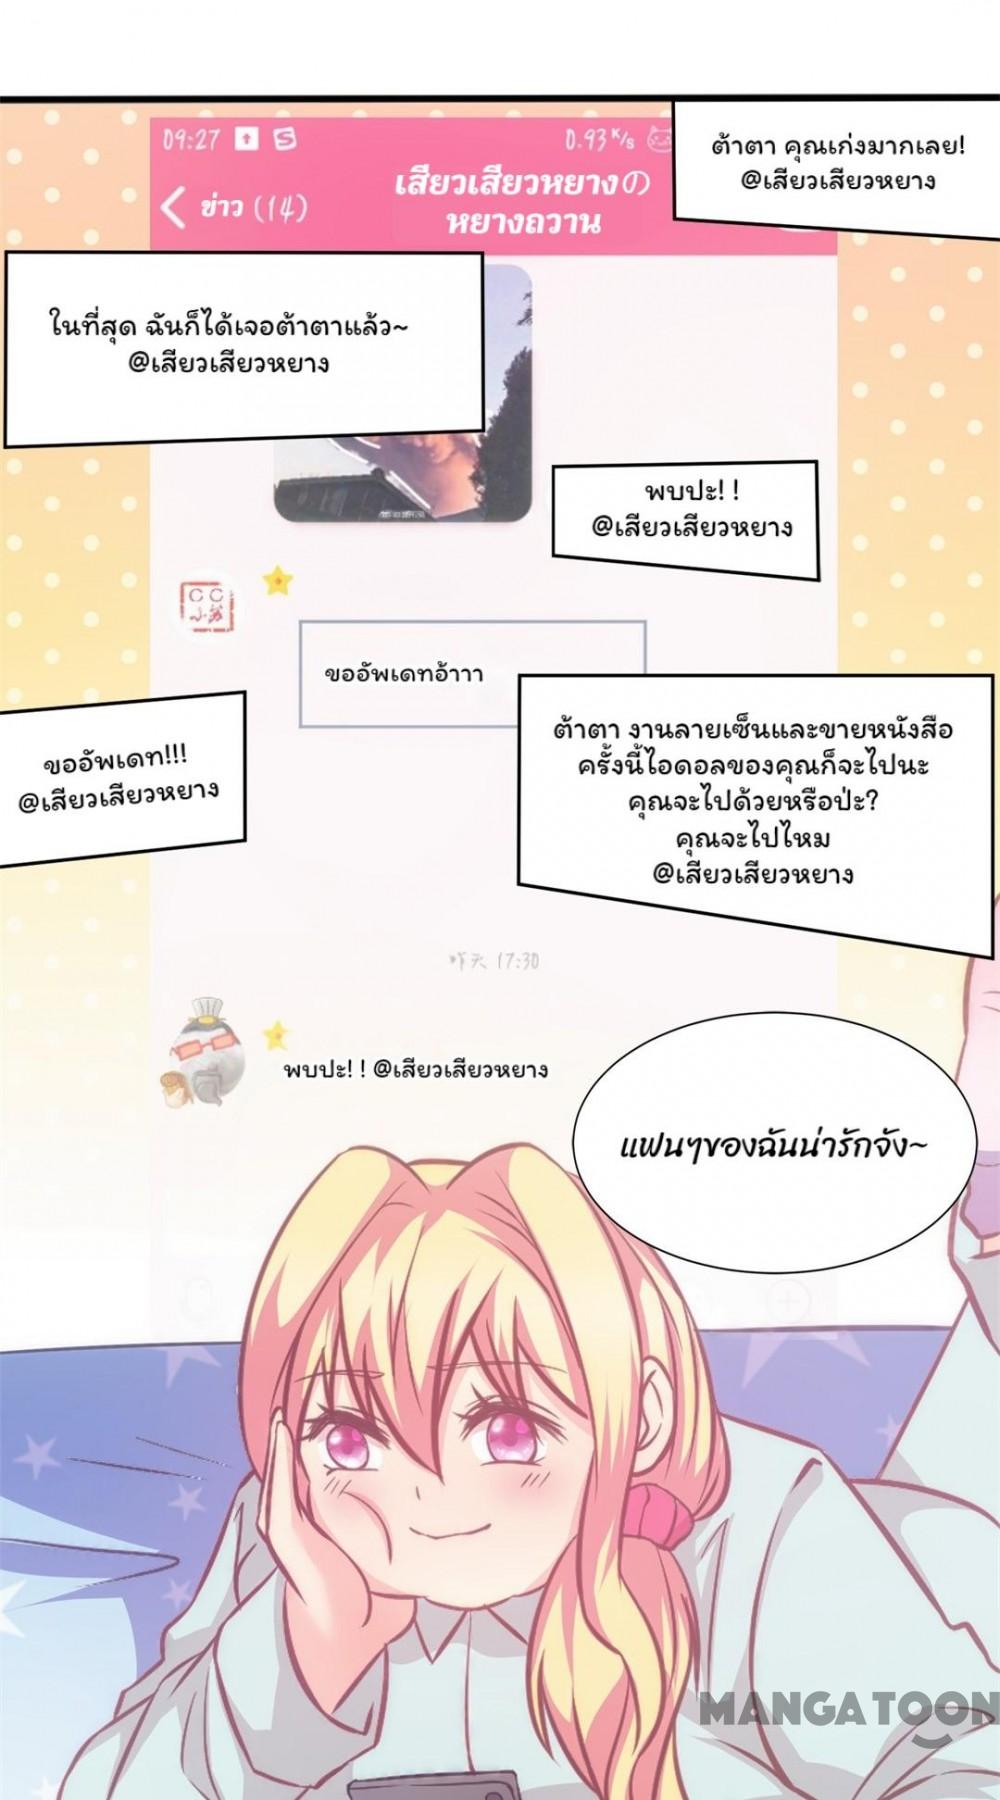 09:27
0.93 K/s
ข่าว (14)
เสียวเสียวหยางの
หยางถวาน
ต้าตา คุณเก่งมากเลย!
@เสียวเสียวหยาง
ในที่สุด ฉันก็ได้เจอต้าตาแล้ว~
@เสียวเสียวหยาง
พบปะ! !
@เสียวเสียวหยาง
CC
ขออัพเดทอ้าาา
ขออัพเดท!!!
@เสียวเสียวหยาง
ต้าตา งานลายเซ็นและขายหนังสือ
ครั้งนี้ไอดอลของคุณก็จะไปนะ
คุณจะไปด้วยหรือป่ะ?
คุณจะไปไหม
@เสียวเสียวหยาง
昨天 17:30
พบปะ! ! @เสียวเสียวหยาง
แฟนๆของฉันน่ารักจัง~
MANGATOON